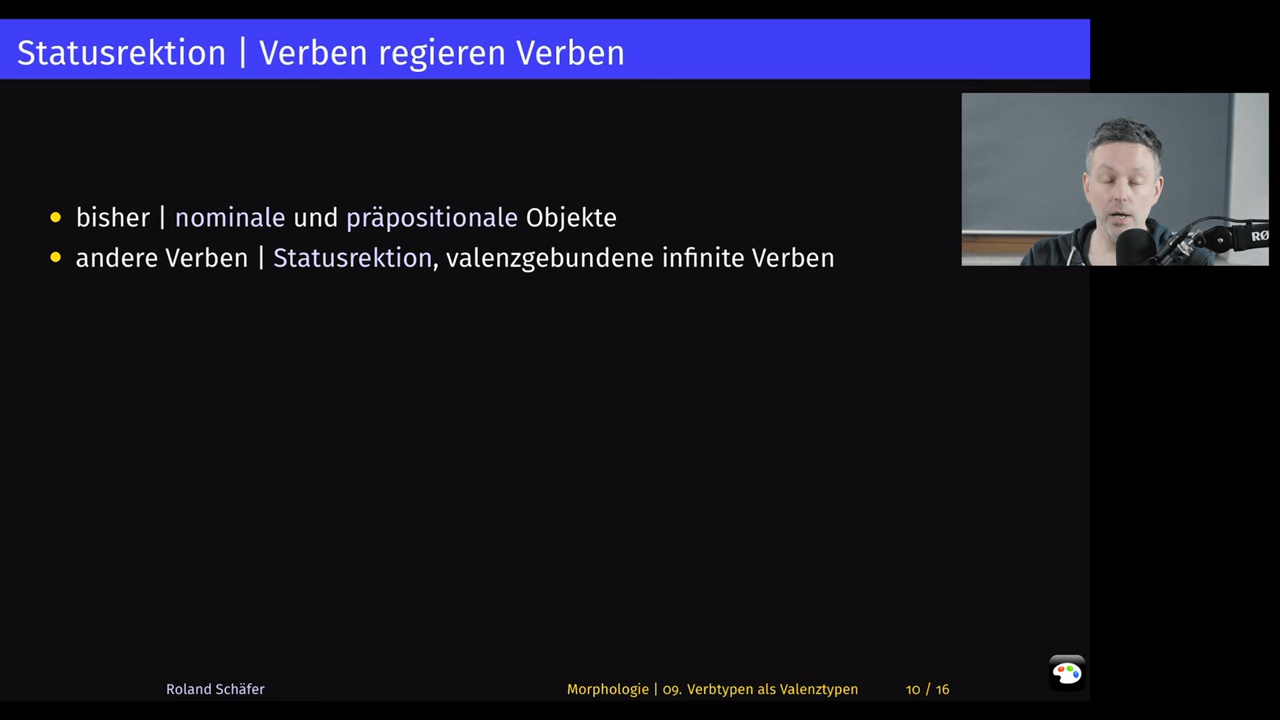 Statusrektion | Verben regieren Verben
bisher | nominale und präpositionale Objekte
andere Verben | Statusrektion, valenzgebundene infinite Verben
RØ
Roland Schäfer
Morphologie | 09. Verbtypen als Valenztypen
10 / 16